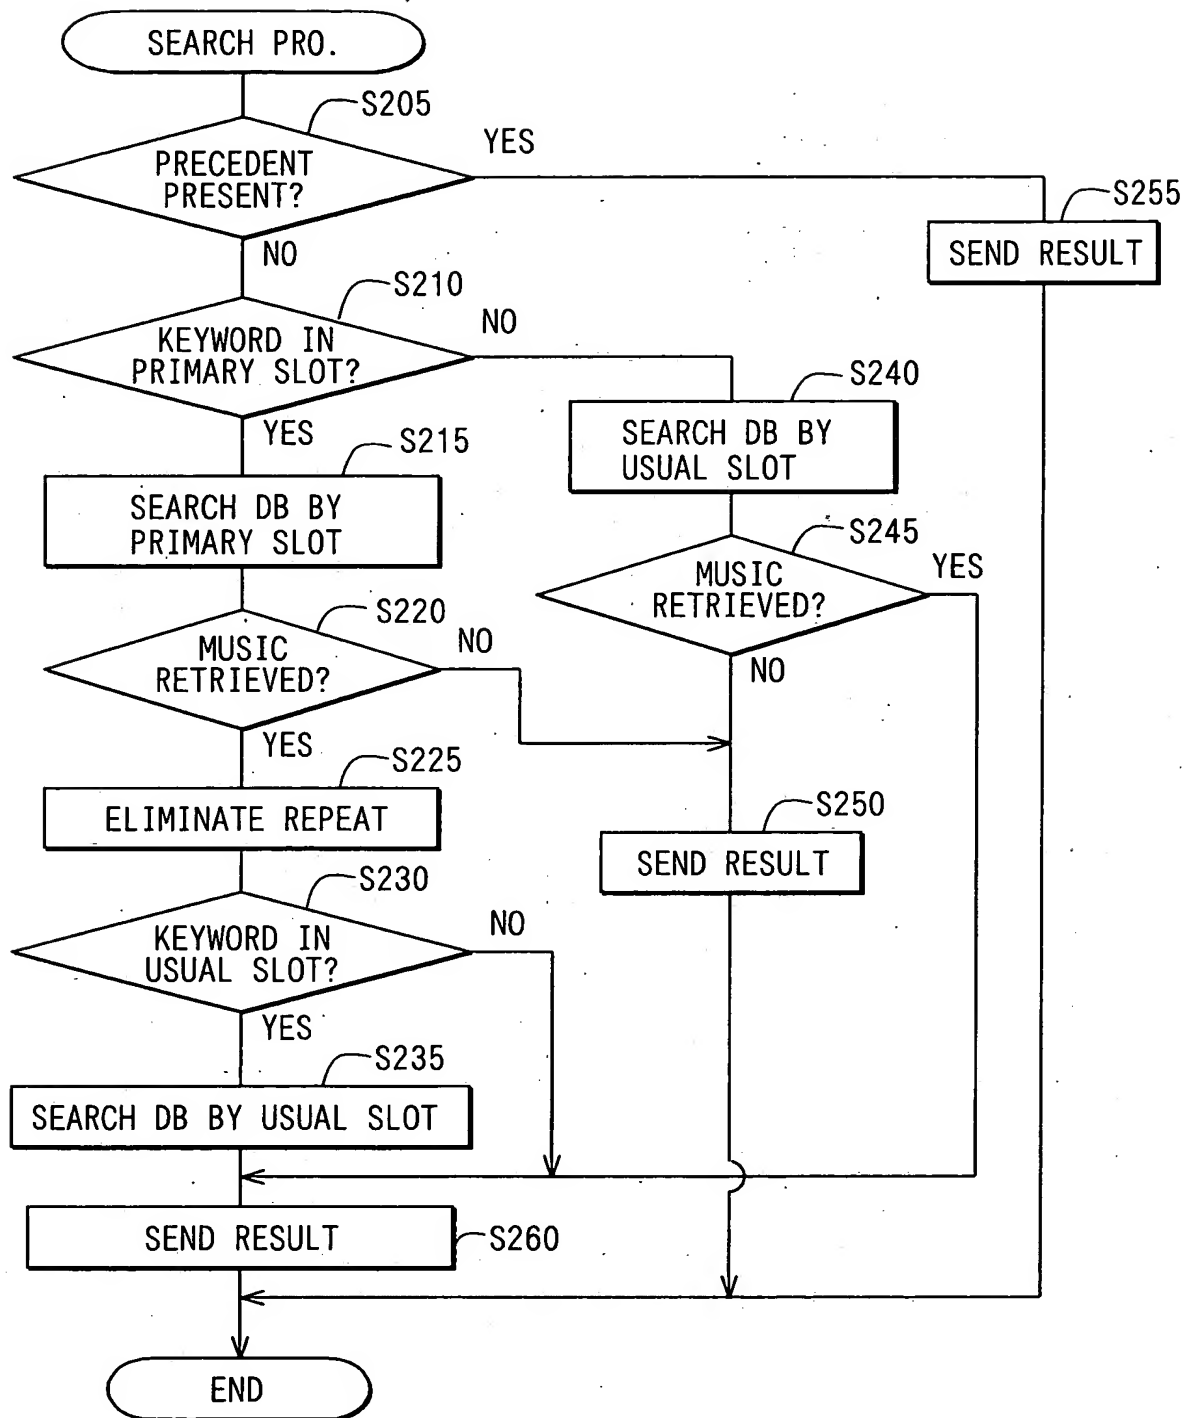 SEARCH PRO.
S205
PRECEDENT
PRESENT?
YES
NO
S255
SEND RESULT
S210
KEYWORD IN
PRIMARY SLOT?
NO
YES
S240
SEARCH DB BY
USUAL SLOT
S215
SEARCH DB BY
PRIMARY SLOT
S245
MUSIC
RETRIEVED?
YES
NO
S220
MUSIC
RETRIEVED?
NO
YES
S225
ELIMINATE REPEAT
S250
SEND RESULT
S230
KEYWORD IN
USUAL SLOT?
NO
YES
S235
SEARCH DB BY USUAL SLOT
SEND RESULT
S260
END